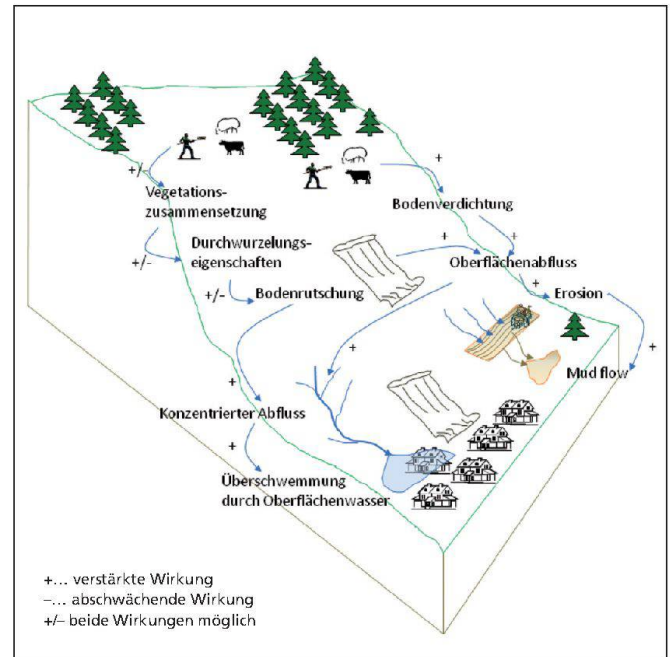 +
+/-
Vegetations-
zusammensetzung
Bodenverdichtung
+
+
+/-
Durchwurzelungs-
eigenschaften
Oberflächenabfluss
+
+/-
Bodenrutschung
Erosion
+
+
Mud flow
+
Konzentrierter Abfluss
+
Überschwemmung
durch Oberflächenwasser
+... verstärkte Wirkung
–... abschwächende Wirkung
+/– beide Wirkungen möglich